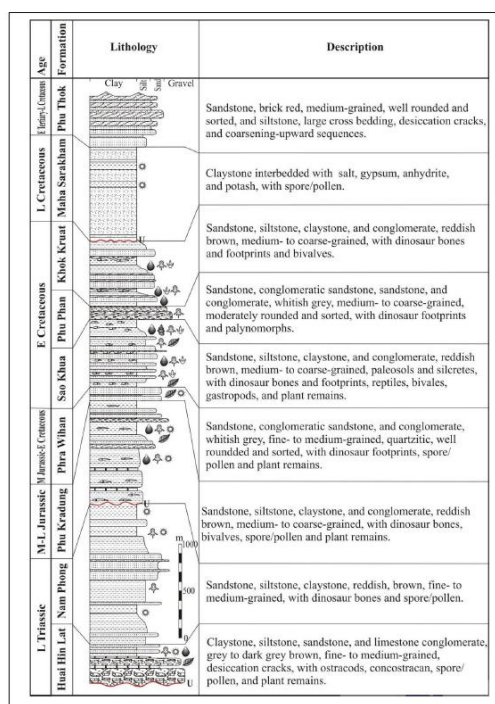 Age
Formation
Lithology
Description
Clay
Silt
Sand
Gravel
E Tertiary-L Cretaceous
Phu Thok
Sandstone, brick red, medium-grained, well rounded and
sorted, and siltstone, large cross bedding, desiccation cracks,
and coarsening-upward sequences.
L Cretaceous
Maha Sarakham
Claystone interbedded with salt, gypsum, anhydrite,
and potash, with spore/pollen.
U
E Cretaceous
Khok Kruat
Sandstone, siltstone, claystone, and conglomerate, reddish
brown, medium- to coarse-grained, with dinosaur bones
and footprints and bivalves.
Phu Phan
Sandstone, conglomeratic sandstone, sandstone, and
conglomerate, whitish grey, medium- to coarse-grained,
moderately rounded and sorted, with dinosaur footprints
and palynomorphs.
Sao Khua
Sandstone, siltstone, claystone, and conglomerate, reddish
brown, medium- to coarse-grained, paleosols and silcretes,
with dinosaur bones and footprints, reptiles, bivales,
gastropods, and plant remains.
M Jurassic-E Cretaceous
Phra Wihan
Sandstone, conglomeratic sandstone, and conglomerate,
whitish grey, fine- to medium-grained, quartzitic, well
roundded and sorted, with dinosaur footprints, spore/
pollen and plant remains.
M-L Jurassic
Phu Kradung
U
Sandstone, siltstone, claystone, and conglomerate, reddish
brown, medium- to coarse-grained, with dinosaur bones,
bivalves, spore/pollen and plant remains.
m
1000
500
0
L Triassic
Nam Phong
Sandstone, siltstone, claystone, reddish, brown, fine- to
medium-grained, with dinosaur bones and spore/pollen.
Huai Hin Lat
Claystone, siltstone, sandstone, and limestone conglomerate,
grey to dark grey brown, fine- to medium-grained,
desiccation cracks, with ostracods, concostracan, spore/
pollen, and plant remains.
U